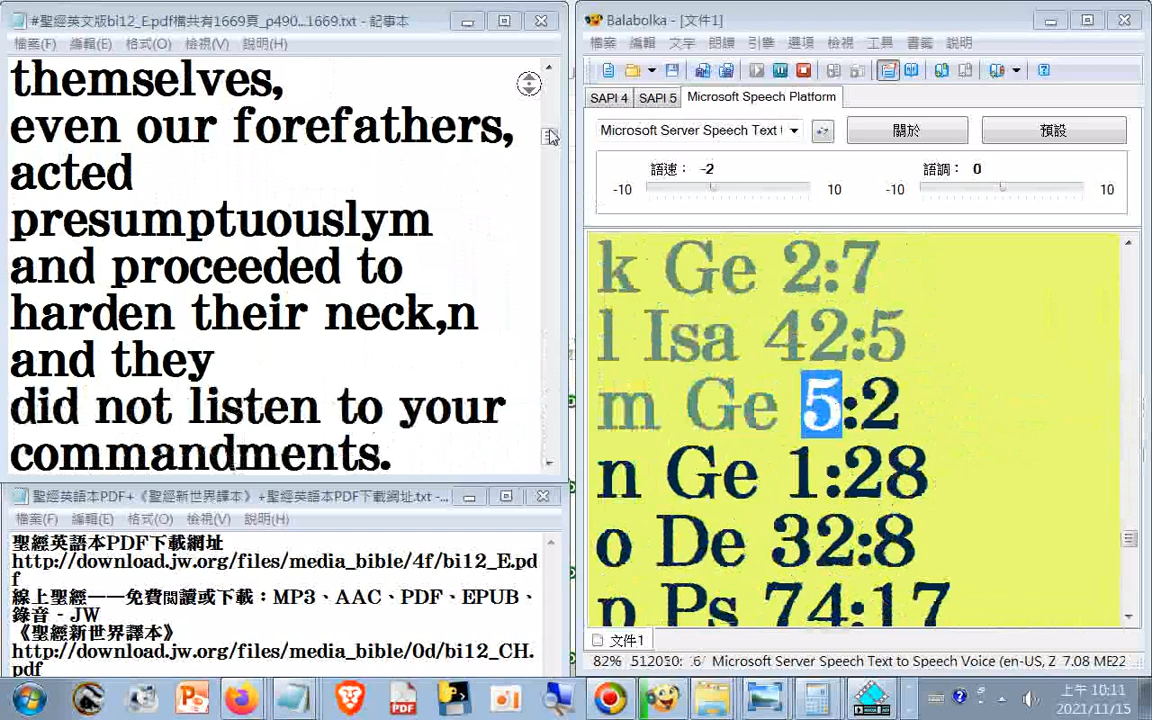 #聖經英文版bi12_E.pdf檔共有1669頁_p490...1669.txt - 記事本
檔案(F) 編輯(E) 格式(O) 檢視(V) 說明(H)
themselves,
even our forefathers,
acted
presumptuouslym
and proceeded to
harden their neck,n
and they
did not listen to your
commandments.
聖經英語本PDF+《聖經新世界譯本》+聖經英語本PDF下載網址.txt -...
檔案(F) 編輯(E) 格式(O) 檢視(V) 說明(H)
聖經英語本PDF下載網址
http://download.jw.org/files/media_bible/4f/bi12_E.pd
f
線上聖經——免費閱讀或下載：MP3、AAC、PDF、EPUB、
錄音 - JW
《聖經新世界譯本》
http://download.jw.org/files/media_bible/0d/bi12_CH.
pdf
Balabolka - [文件1]
檔案 編輯 文字 朗讀 引擎 選項 檢視 工具 書籤 說明
SAPI 4 SAPI 5 Microsoft Speech Platform
Microsoft Server Speech Text 關於 預設
語速： -2 語調： 0
-10 10 -10 10
k Ge 2:7
l Isa 42:5
m Ge 5:2
n Ge 1:28
o De 32:8
p Ps 74:17
文件1
82% Microsoft Server Speech Text to Speech Voice (en-US, Z 7.08 ME22
PDF
上午 10:11
2021/11/15